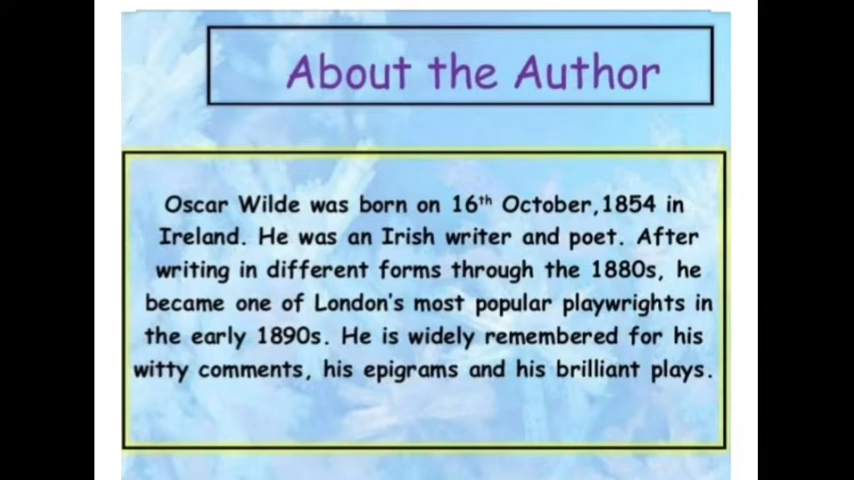 About the Author
Oscar Wilde was born on 16th October,1854 in
Ireland. He was an Irish writer and poet. After
writing in different forms through the 1880s, he
became one of London's most popular playwrights in
the early 1890s. He is widely remembered for his
witty comments, his epigrams and his brilliant plays.